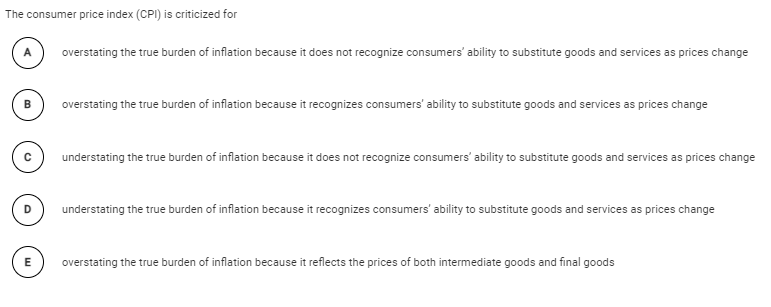 The consumer price index (CPI) is criticized for
A overstating the true burden of inflation because it does not recognize consumers' ability to substitute goods and services as prices change
B overstating the true burden of inflation because it recognizes consumers' ability to substitute goods and services as prices change
C understating the true burden of inflation because it does not recognize consumers' ability to substitute goods and services as prices change
D understating the true burden of inflation because it recognizes consumers' ability to substitute goods and services as prices change
E overstating the true burden of inflation because it reflects the prices of both intermediate goods and final goods